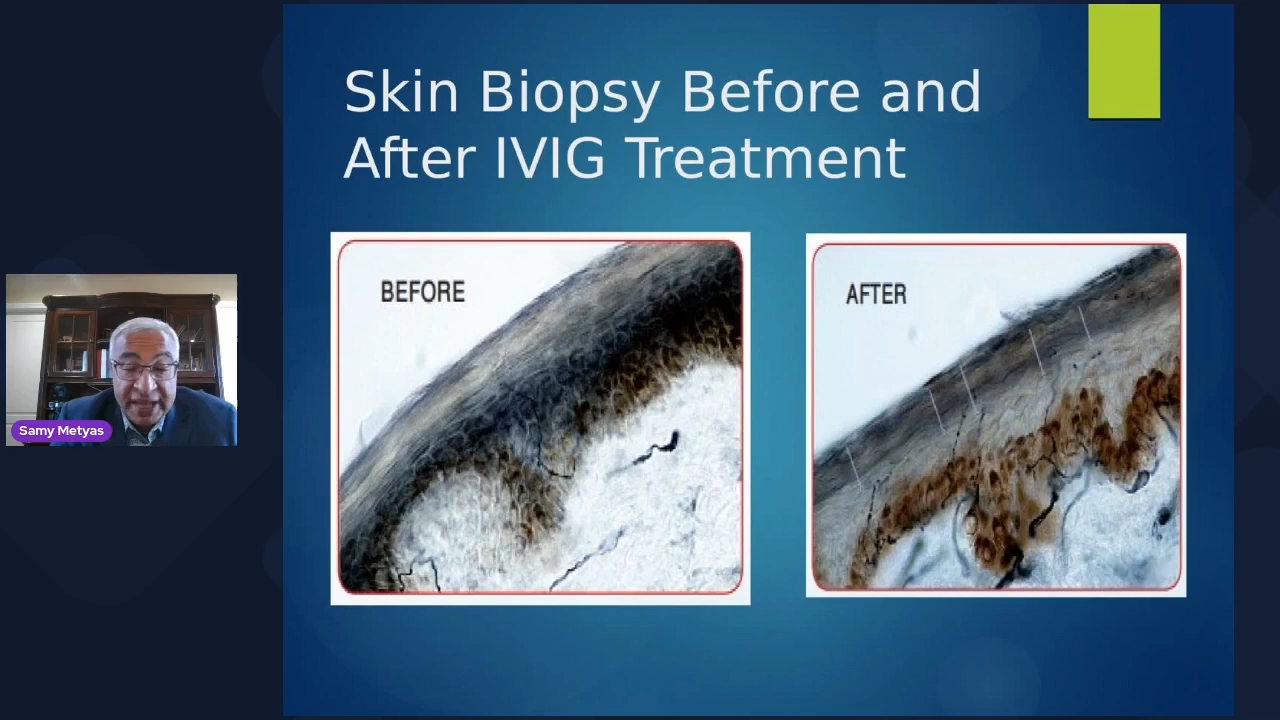 Skin Biopsy Before and
After IVIG Treatment
BEFORE
AFTER
Samy Metyas